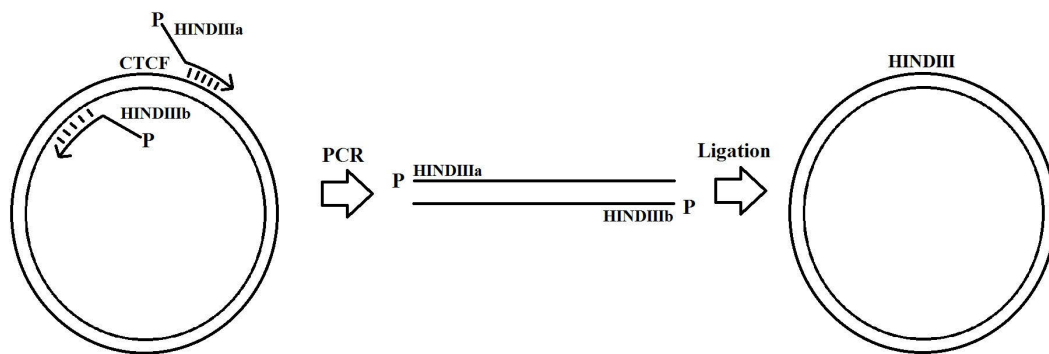 P
HINDIIIa
CTCF
HINDIIIb
P
PCR
P
HINDIIIa
HINDIIIb
P
Ligation
HINDIII